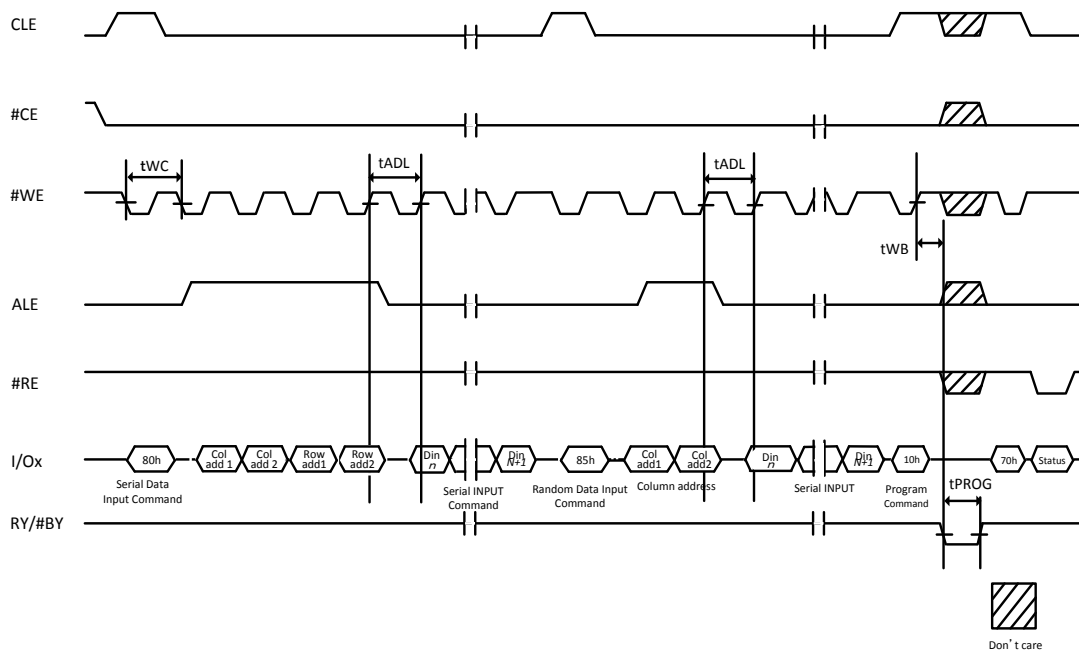 CLE
#CE
tWC
tADL
tADL
#WE
tWB
ALE
#RE
I/Ox
80h
Col
add 1
Col
add 2
Row
add1
Row
add2
Din
n
Din
N+1
85h
Col
add1
Col
add2
Din
n
Din
N+1
10h
70h
Status
Serial Data
Input Command
Serial INPUT
Command
Random Data Input
Command
Column address
Serial INPUT
Program
Command
tPROG
RY/#BY
Don't care